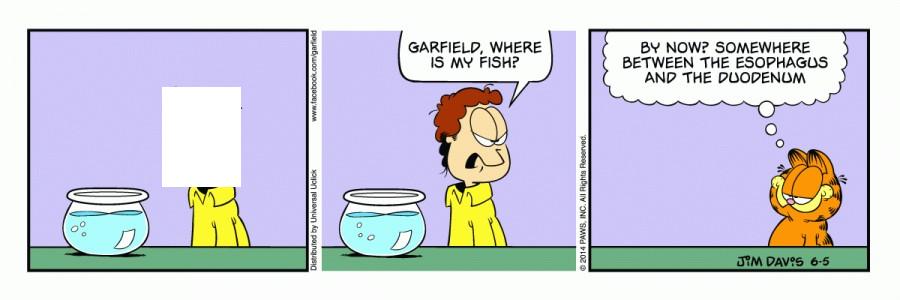 www.facebook.com/garfield
Distributed by Universal Uclick
GARFIELD, WHERE
IS MY FISH?
© 2014 PAWS, INC. All Rights Reserved.
BY NOW? SOMEWHERE
BETWEEN THE ESOPHAGUS
AND THE DUODENUM
JIM DAVIS 6-5